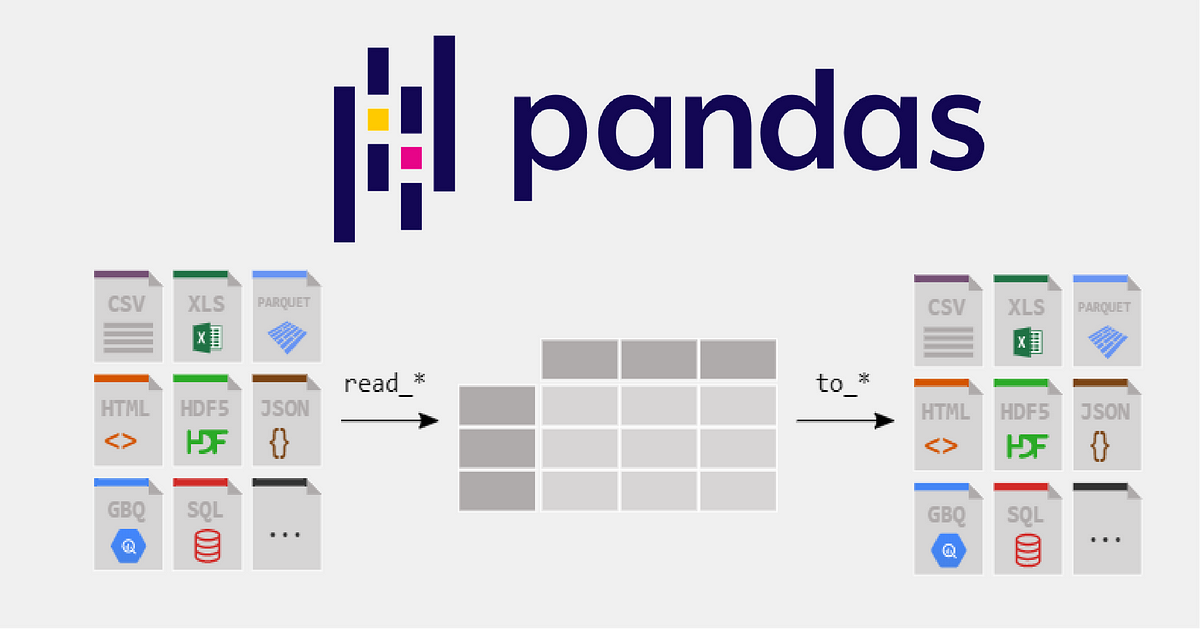 pandas
CSV XLS PARQUET
X
<>
HTML HDF5 JSON
HDF {}
GBQ SQL
...
read_*
to_*
CSV XLS PARQUET
X
HTML HDF5 JSON
<> HDF {}
GBQ SQL
...